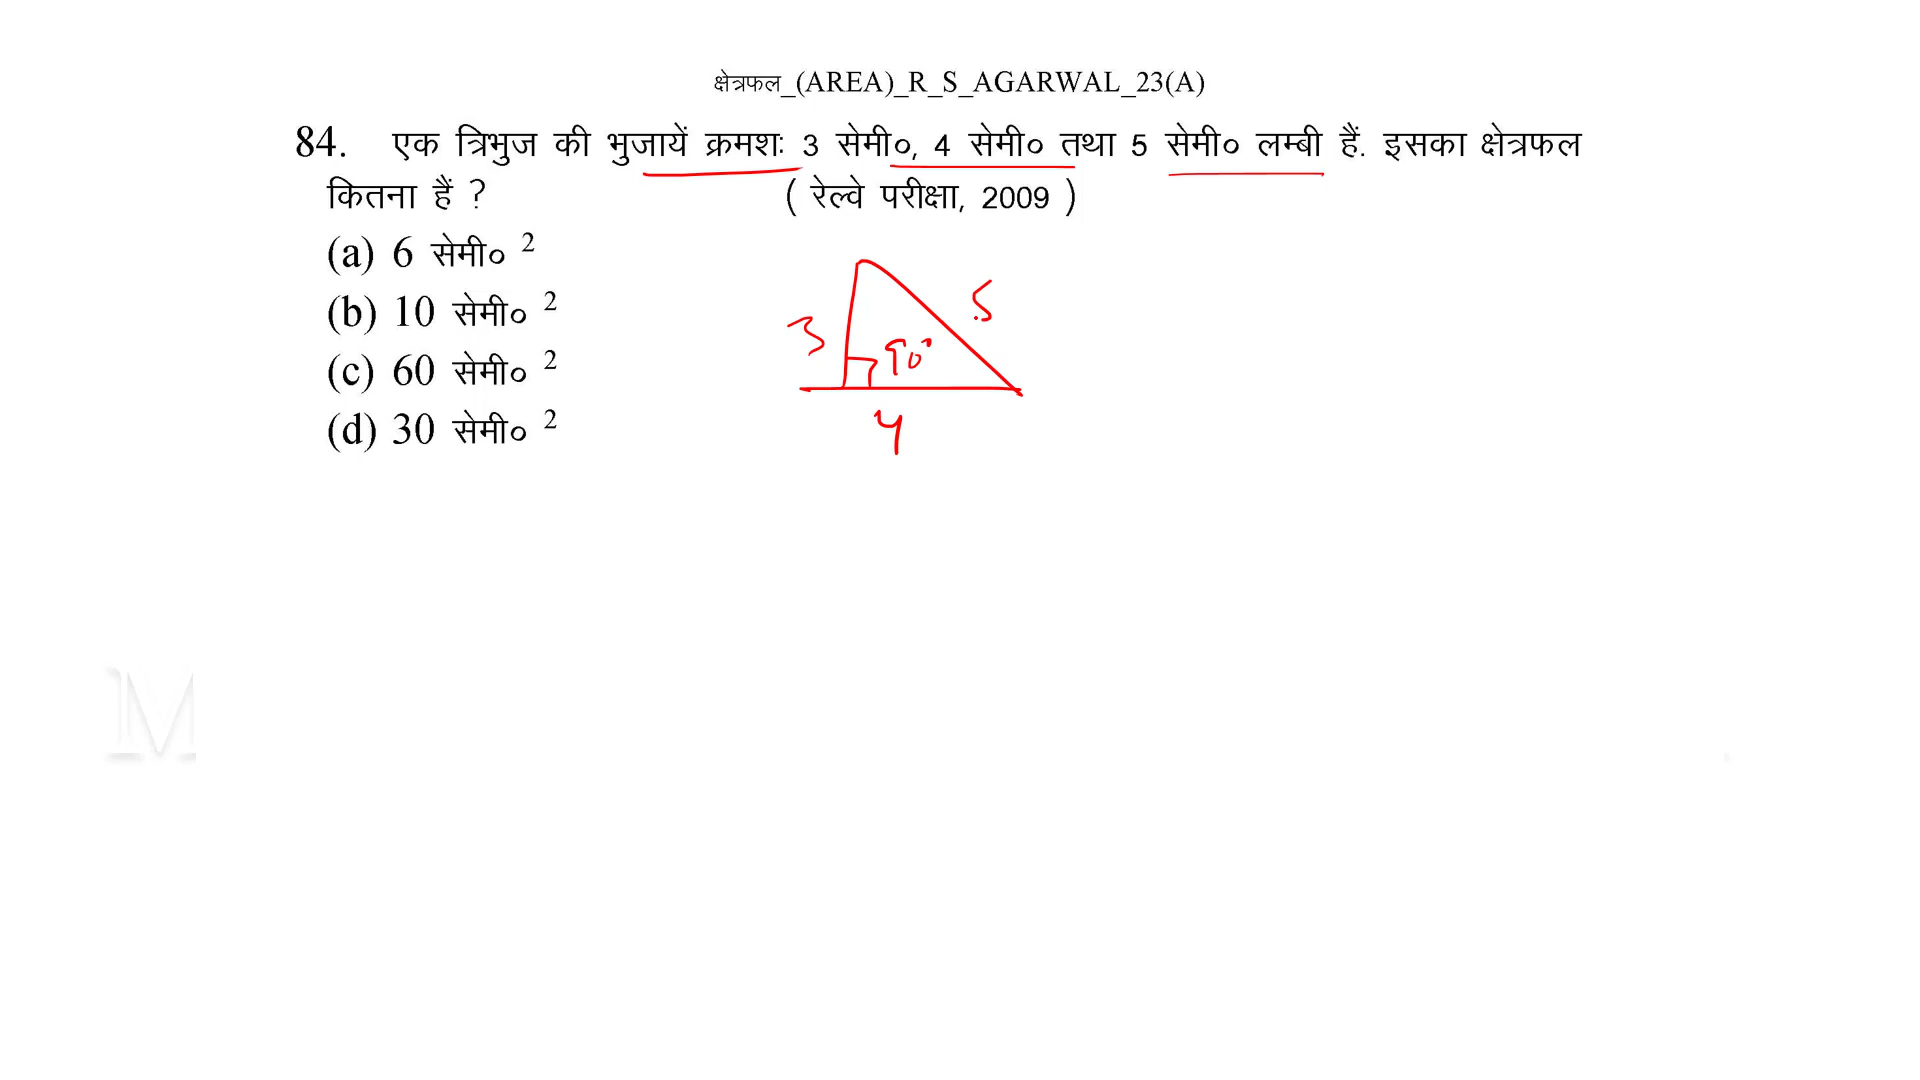 क्षेत्रफल_(AREA)_R_S_AGARWAL_23(A)
84. एक त्रिभुज की भुजायें क्रमशः 3 सेमी०, 4 सेमी० तथा 5 सेमी० लम्बी हैं. इसका क्षेत्रफल
कितना हैं ? ( रेल्वे परीक्षा, 2009 )
(a) 6 सेमी० ²
(b) 10 सेमी० ²
(c) 60 सेमी० ²
(d) 30 सेमी० ²
3 90° 5
4
M